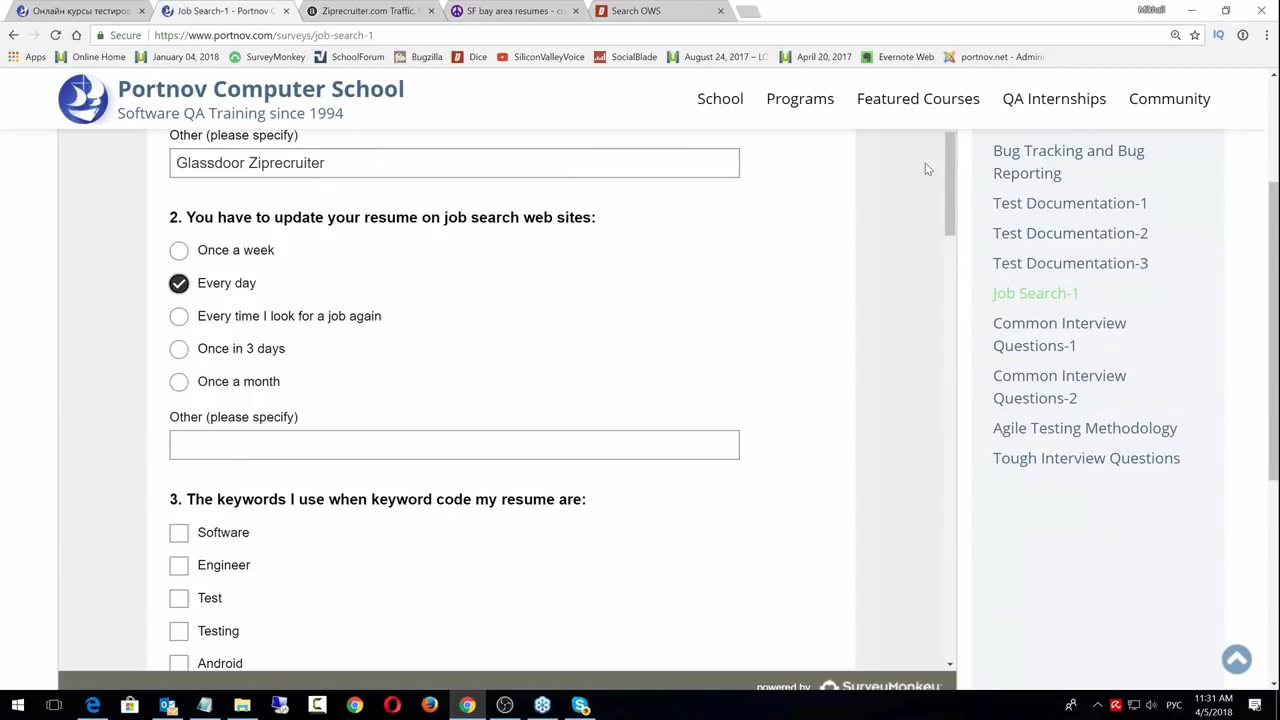 Онлайн курсы тестиров
Job Search-1 - Portnov C
Ziprecruiter.com Traffic,
SF bay area resumes - cr
Search OWS
Mikhail
Secure
https://www.portnov.com/surveys/job-search-1
Apps
Online Home
January 04, 2018
SurveyMonkey
SchoolForum
Bugzilla
Dice
SiliconValleyVoice
SocialBlade
August 24, 2017 – LO
April 20, 2017
Evernote Web
portnov.net - Admini
Portnov Computer School
Software QA Training since 1994
School
Programs
Featured Courses
QA Internships
Community
Other (please specify)
Glassdoor Ziprecruiter
2. You have to update your resume on job search web sites:
Once a week
Every day
Every time I look for a job again
Once in 3 days
Once a month
Other (please specify)
3. The keywords I use when keyword code my resume are:
Software
Engineer
Test
Testing
Android
Bug Tracking and Bug
Reporting
Test Documentation-1
Test Documentation-2
Test Documentation-3
Job Search-1
Common Interview
Questions-1
Common Interview
Questions-2
Agile Testing Methodology
Tough Interview Questions
powered by
SurveyMonkey
РУС
11:31 AM
4/5/2018